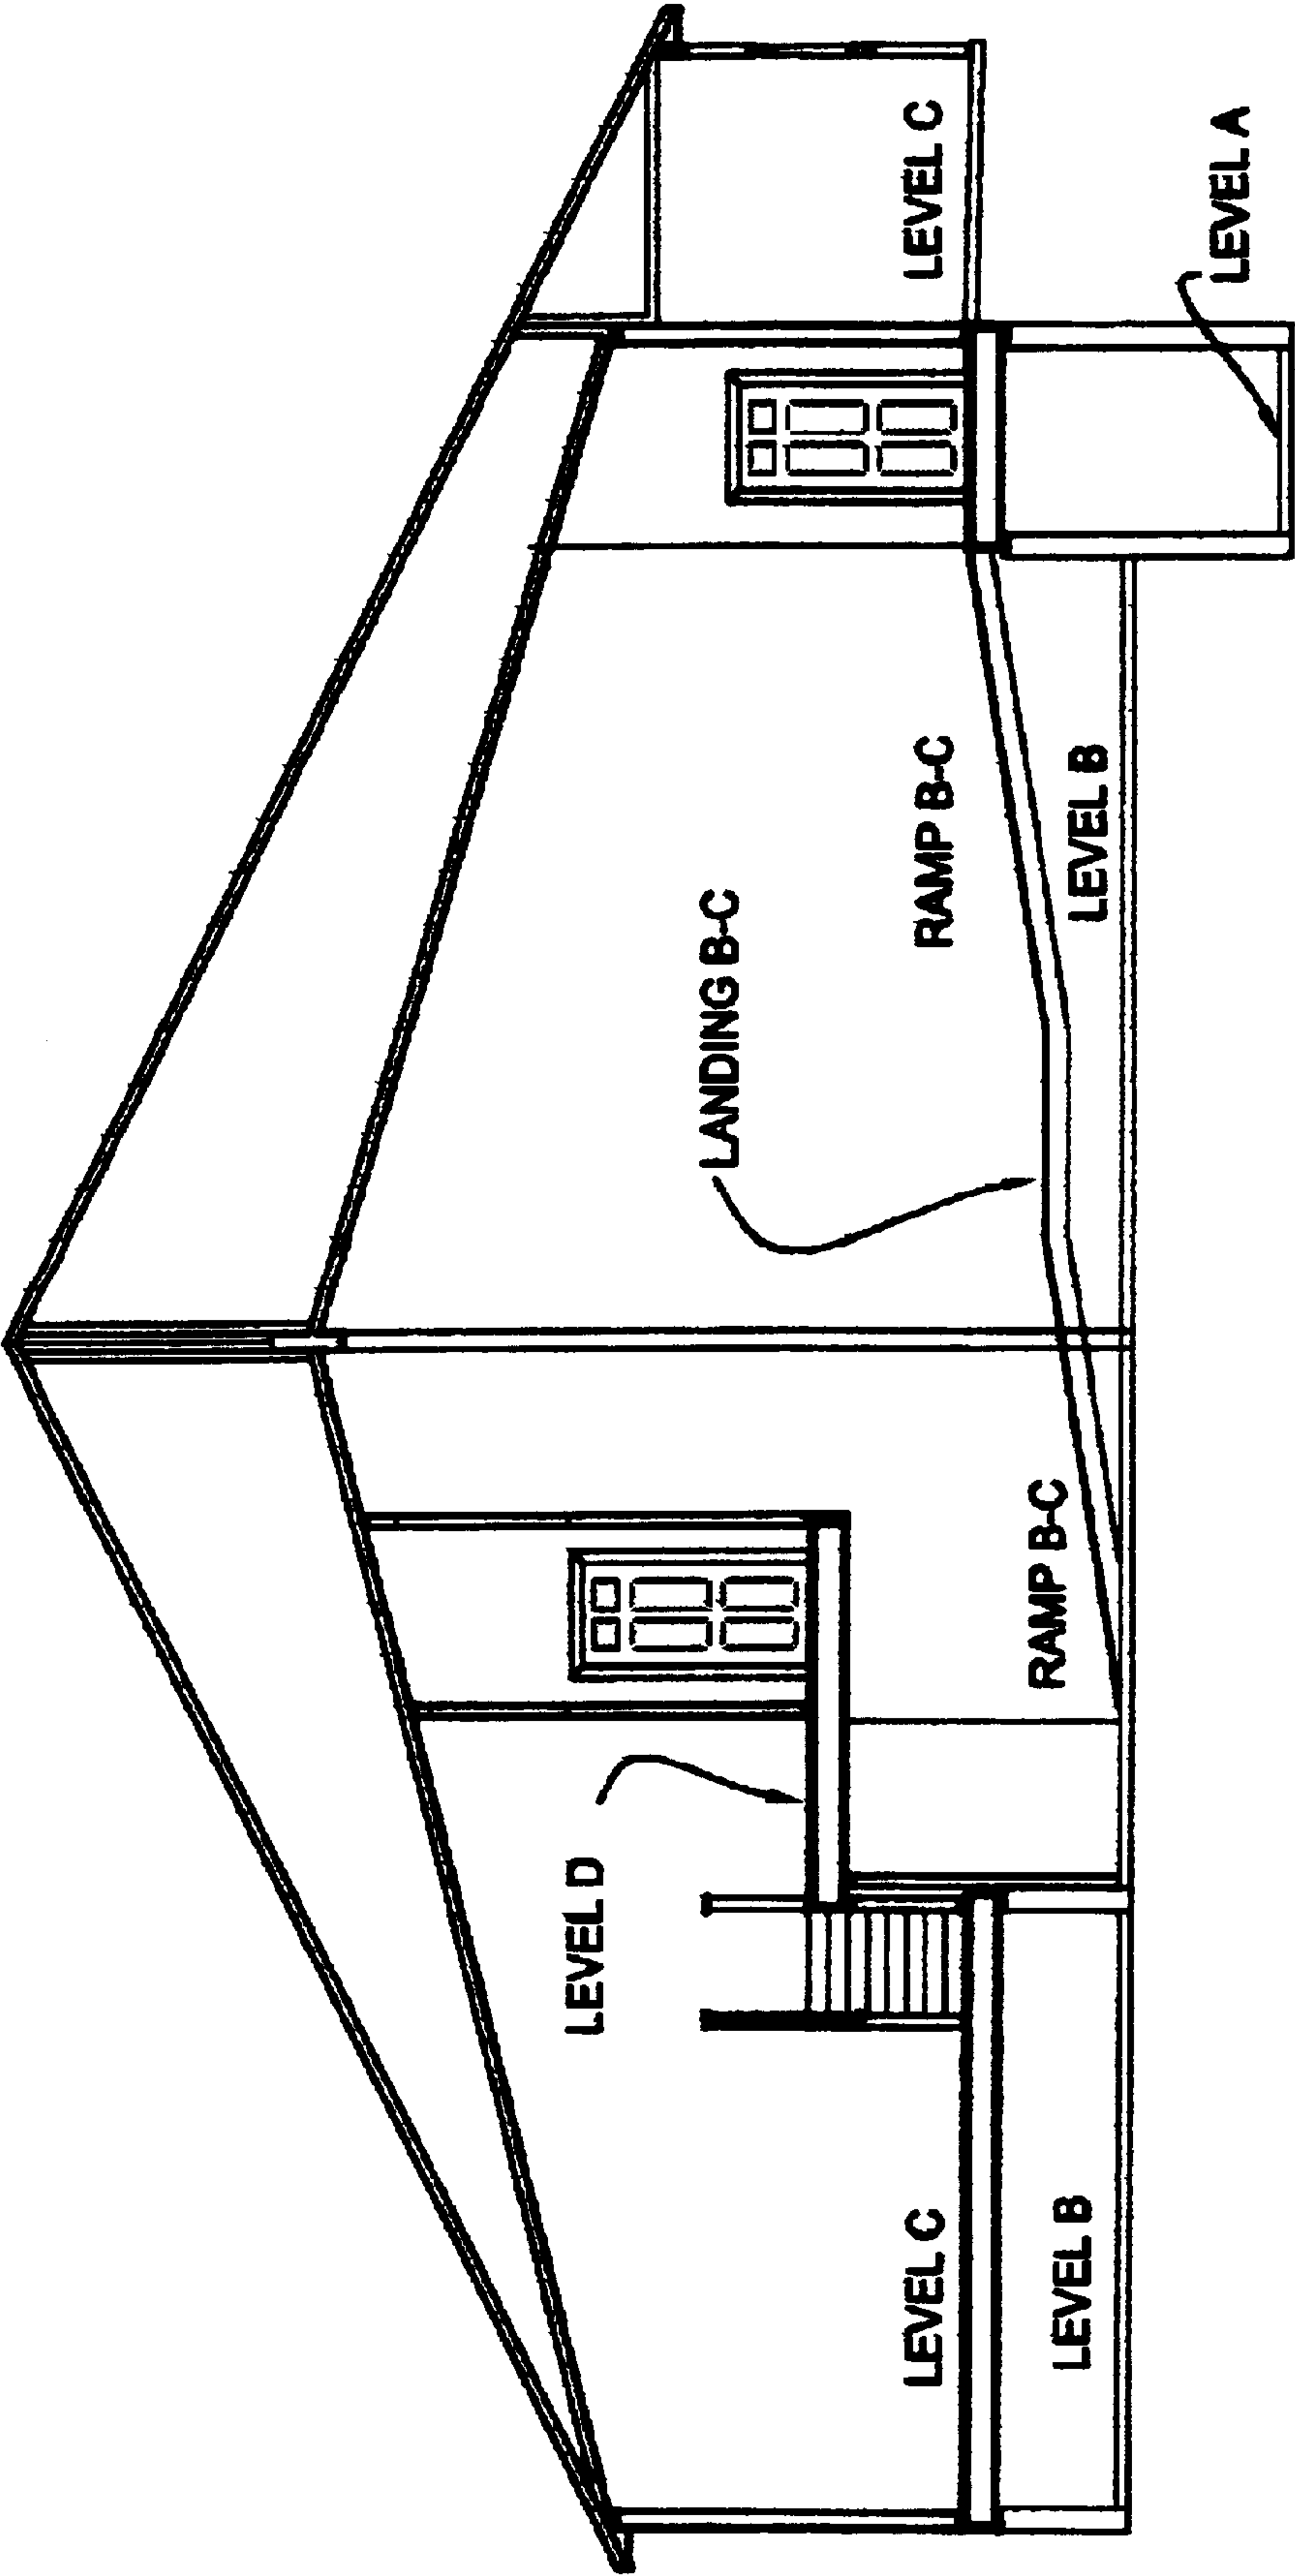 LEVEL D
LANDING B-C
LEVEL C
RAMP B-C
LEVEL C
LEVEL B
RAMP B-C
LEVEL B
LEVEL A